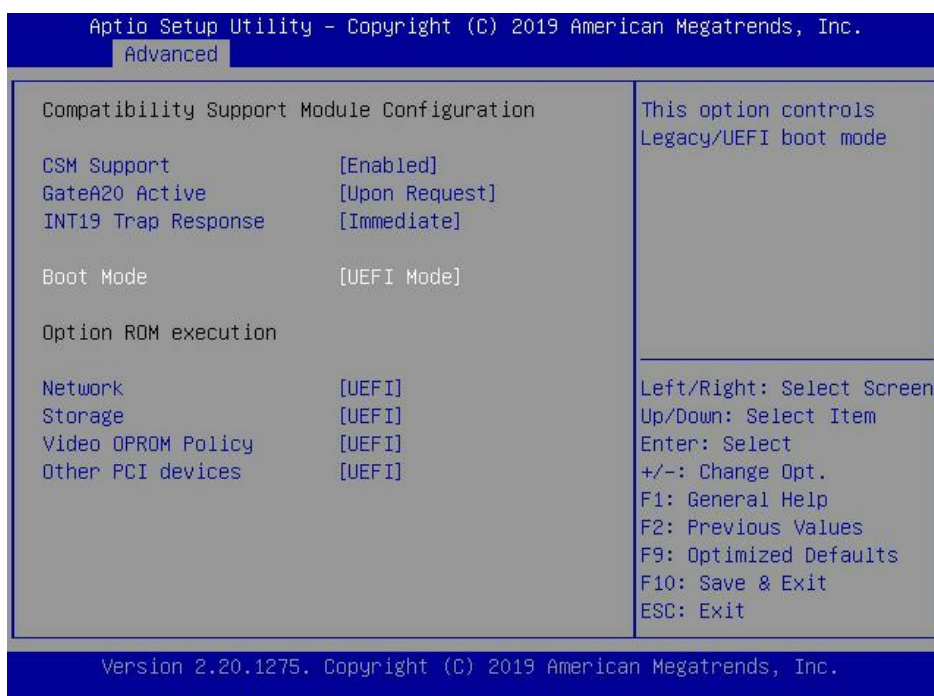 Aptio Setup Utility – Copyright (C) 2019 American Megatrends, Inc.
Advanced
Compatibility Support Module Configuration
CSM Support [Enabled]
GateA20 Active [Upon Request]
INT19 Trap Response [Immediate]
Boot Mode [UEFI Mode]
Option ROM execution
Network [UEFI]
Storage [UEFI]
Video OPROM Policy [UEFI]
Other PCI devices [UEFI]
This option controls
Legacy/UEFI boot mode
Left/Right: Select Screen
Up/Down: Select Item
Enter: Select
+/-: Change Opt.
F1: General Help
F2: Previous Values
F9: Optimized Defaults
F10: Save & Exit
ESC: Exit
Version 2.20.1275. Copyright (C) 2019 American Megatrends, Inc.